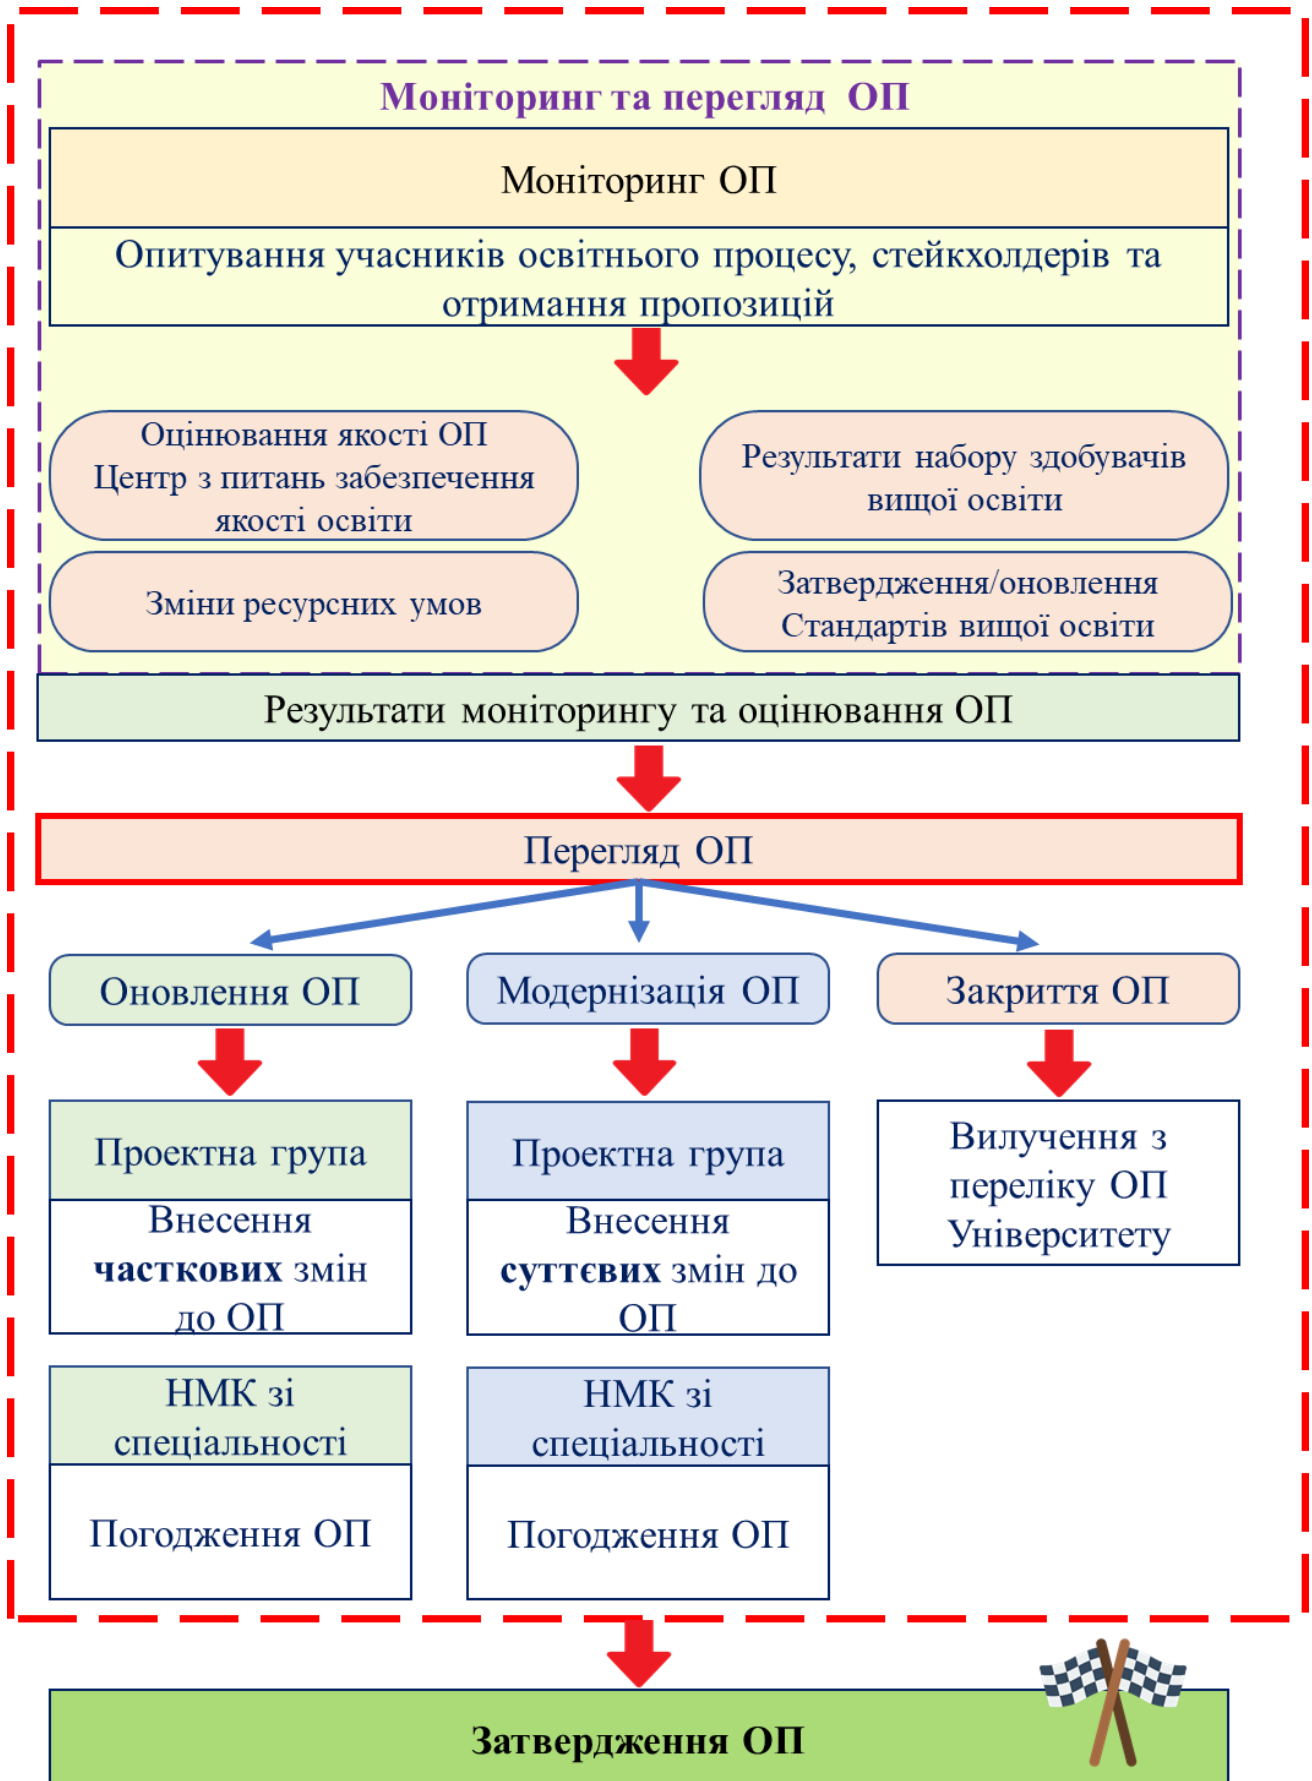 Моніторинг та перегляд ОП
Моніторинг ОП
Опитування учасників освітнього процесу, стейкхолдерів та
отримання пропозицій
Оцінювання якості ОП
Центр з питань забезпечення
якості освіти
Результати набору здобувачів
вищої освіти
Зміни ресурсних умов
Затвердження/оновлення
Стандартів вищої освіти
Результати моніторингу та оцінювання ОП
Перегляд ОП
Оновлення ОП
Модернізація ОП
Закриття ОП
Проектна група
Внесення
часткових змін
до ОП
Проектна група
Внесення
суттєвих змін до
ОП
Вилучення з
переліку ОП
Університету
НМК зі
спеціальності
Погодження ОП
НМК зі
спеціальності
Погодження ОП
Затвердження ОП